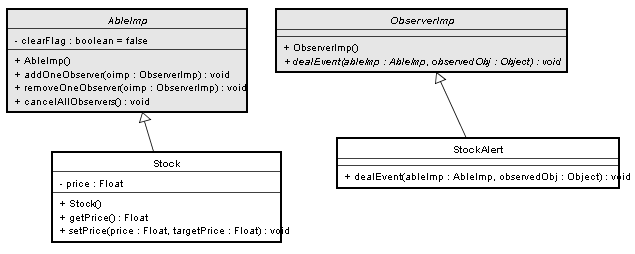 AbleImp
- clearFlag : boolean = false
+ AbleImp()
+ addOneObserver(oimp : ObserverImp) : void
+ removeOneObserver(oimp : ObserverImp) : void
+ cancelAllObservers() : void
ObserverImp
+ ObserverImp()
+ dealEvent(ableImp : AbleImp, observedObj : Object) : void
Stock
- price : Float
+ Stock()
+ getPrice() : Float
+ setPrice(price : Float, targetPrice : Float) : void
StockAlert
+ dealEvent(ableImp : AbleImp, observedObj : Object) : void